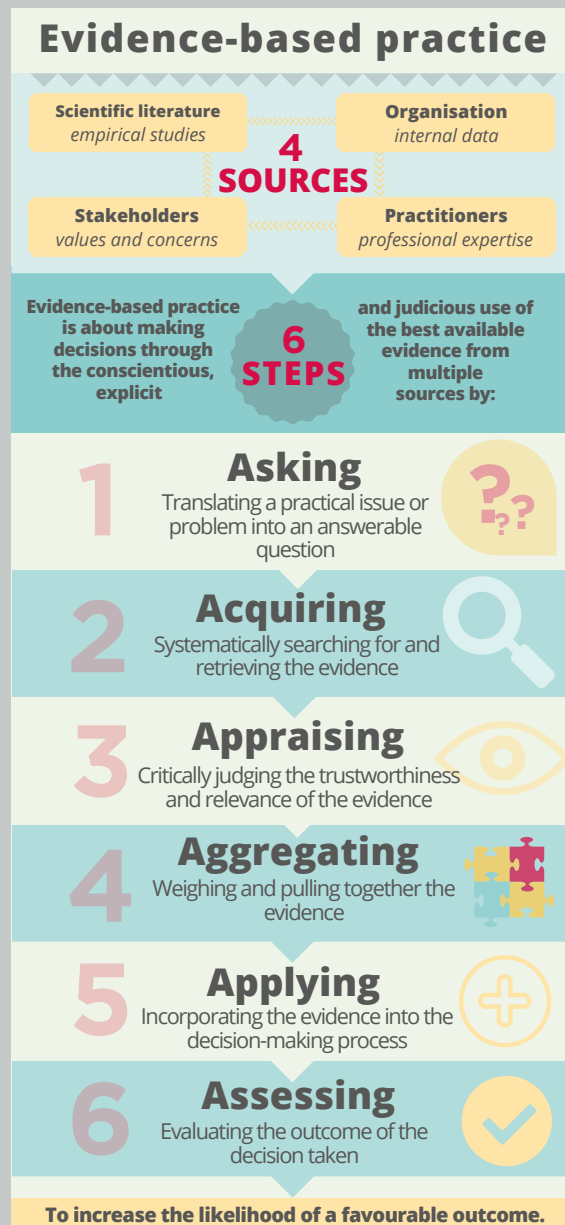 Evidence-based practice
Scientific literature
empirical studies
Organisation
internal data
4
SOURCES
Stakeholders
values and concerns
Practitioners
professional expertise
Evidence-based practice
is about making
decisions through
the conscientious,
explicit
6
STEPS
and judicious use of
the best available
evidence from
multiple
sources by:
1
Asking
Translating a practical issue or
problem into an answerable
question
???
2
Acquiring
Systematically searching for and
retrieving the evidence
3
Appraising
Critically judging the trustworthiness
and relevance of the evidence
4
Aggregating
Weighing and pulling together the
evidence
5
Applying
Incorporating the evidence into the
decision-making process
6
Assessing
Evaluating the outcome of the
decision taken
To increase the likelihood of a favourable outcome.